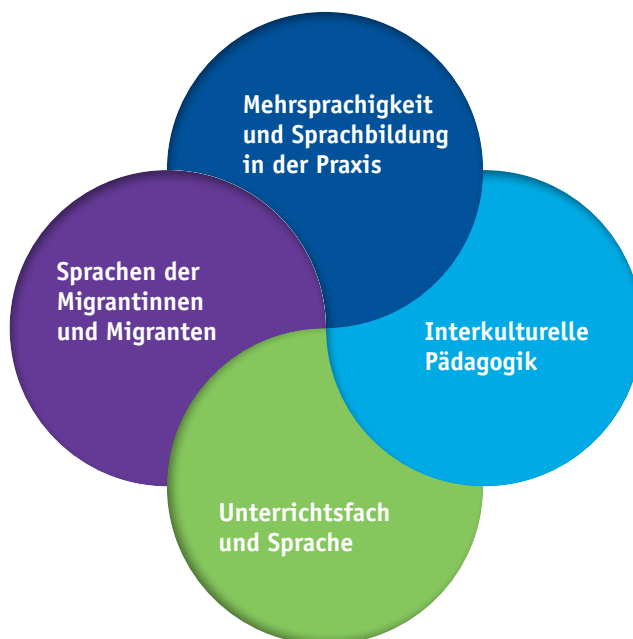 Mehrsprachigkeit
und Sprachbildung
in der Praxis
Sprachen der
Migrantinnen
und Migranten
Interkulturelle
Pädagogik
Unterrichtsfach
und Sprache